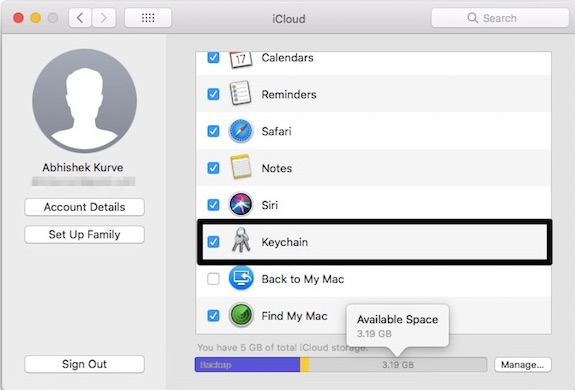 iCloud
Search
Abhishek Kurve
Account Details
Set Up Family
Sign Out
17
Calendars
Reminders
Safari
Notes
Siri
Keychain
Back to My Mac
Find My Mac
Available Space
3.19 GB
You have 5 GB of total iCloud storage.
Backup
3.19 GB
Manage...